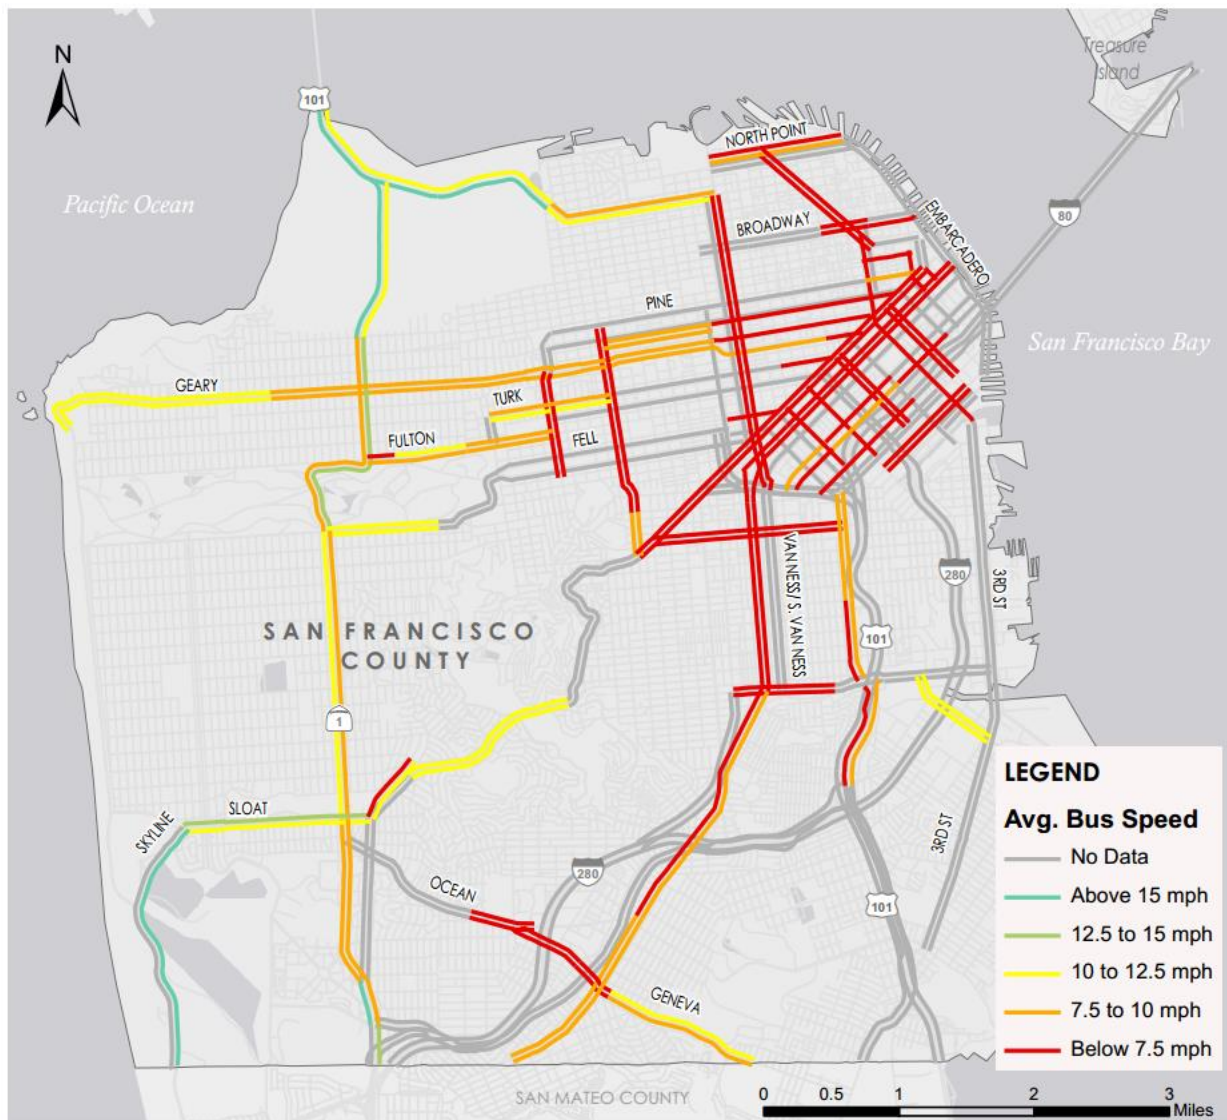 N
Treasure
Island
101
Pacific Ocean
NORTH POINT
80
EMBARCADERO
BROADWAY
PINE
San Francisco Bay
GEARY
TURK
FULTON
FELL
VAN NESS/ S. VAN NESS
280
3RD ST
SAN FRANCISCO
COUNTY
101
1
SLOAT
SKYLINE
3RD ST
280
OCEAN
101
GENEVA
SAN MATEO COUNTY
LEGEND
Avg. Bus Speed
No Data
Above 15 mph
12.5 to 15 mph
10 to 12.5 mph
7.5 to 10 mph
Below 7.5 mph
0 0.5 1 2 3
Miles